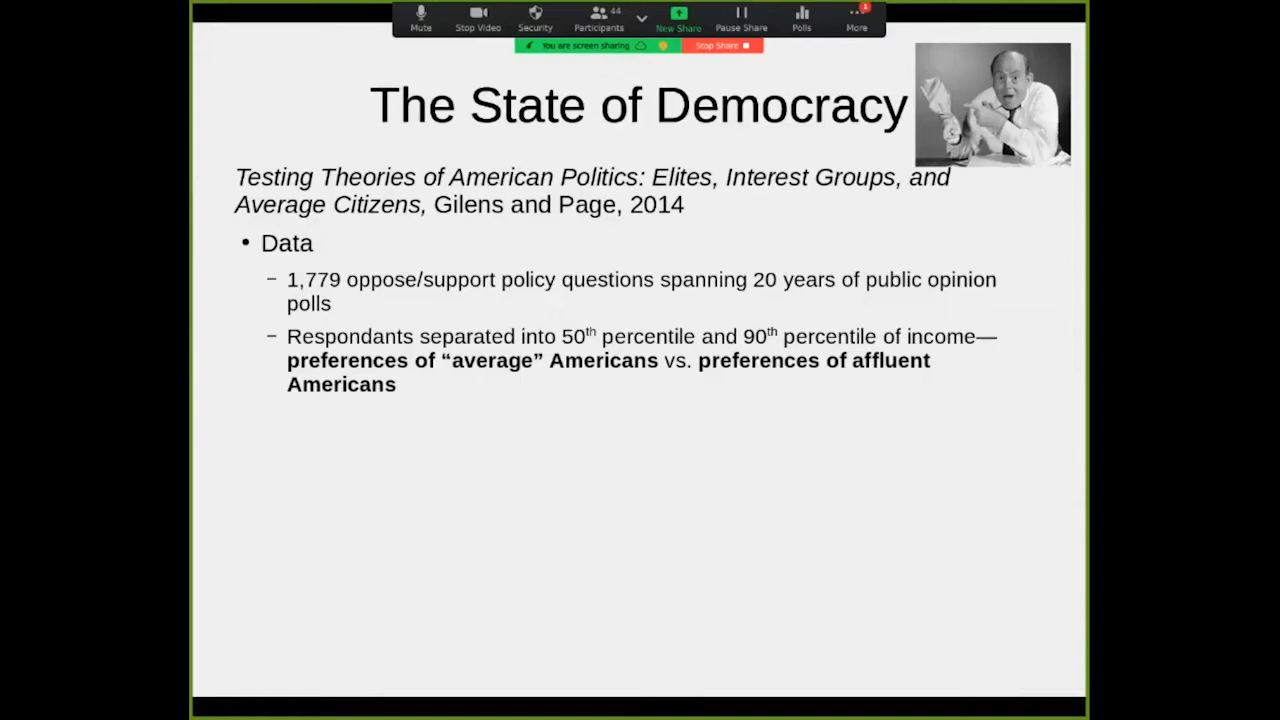 Mute Stop Video Security Participants 44 New Share Pause Share Polls More 1
You are screen sharing Stop Share
The State of Democracy
Testing Theories of American Politics: Elites, Interest Groups, and
Average Citizens, Gilens and Page, 2014
• Data
– 1,779 oppose/support policy questions spanning 20 years of public opinion
polls
– Respondants separated into 50th percentile and 90th percentile of income—
preferences of “average” Americans vs. preferences of affluent
Americans